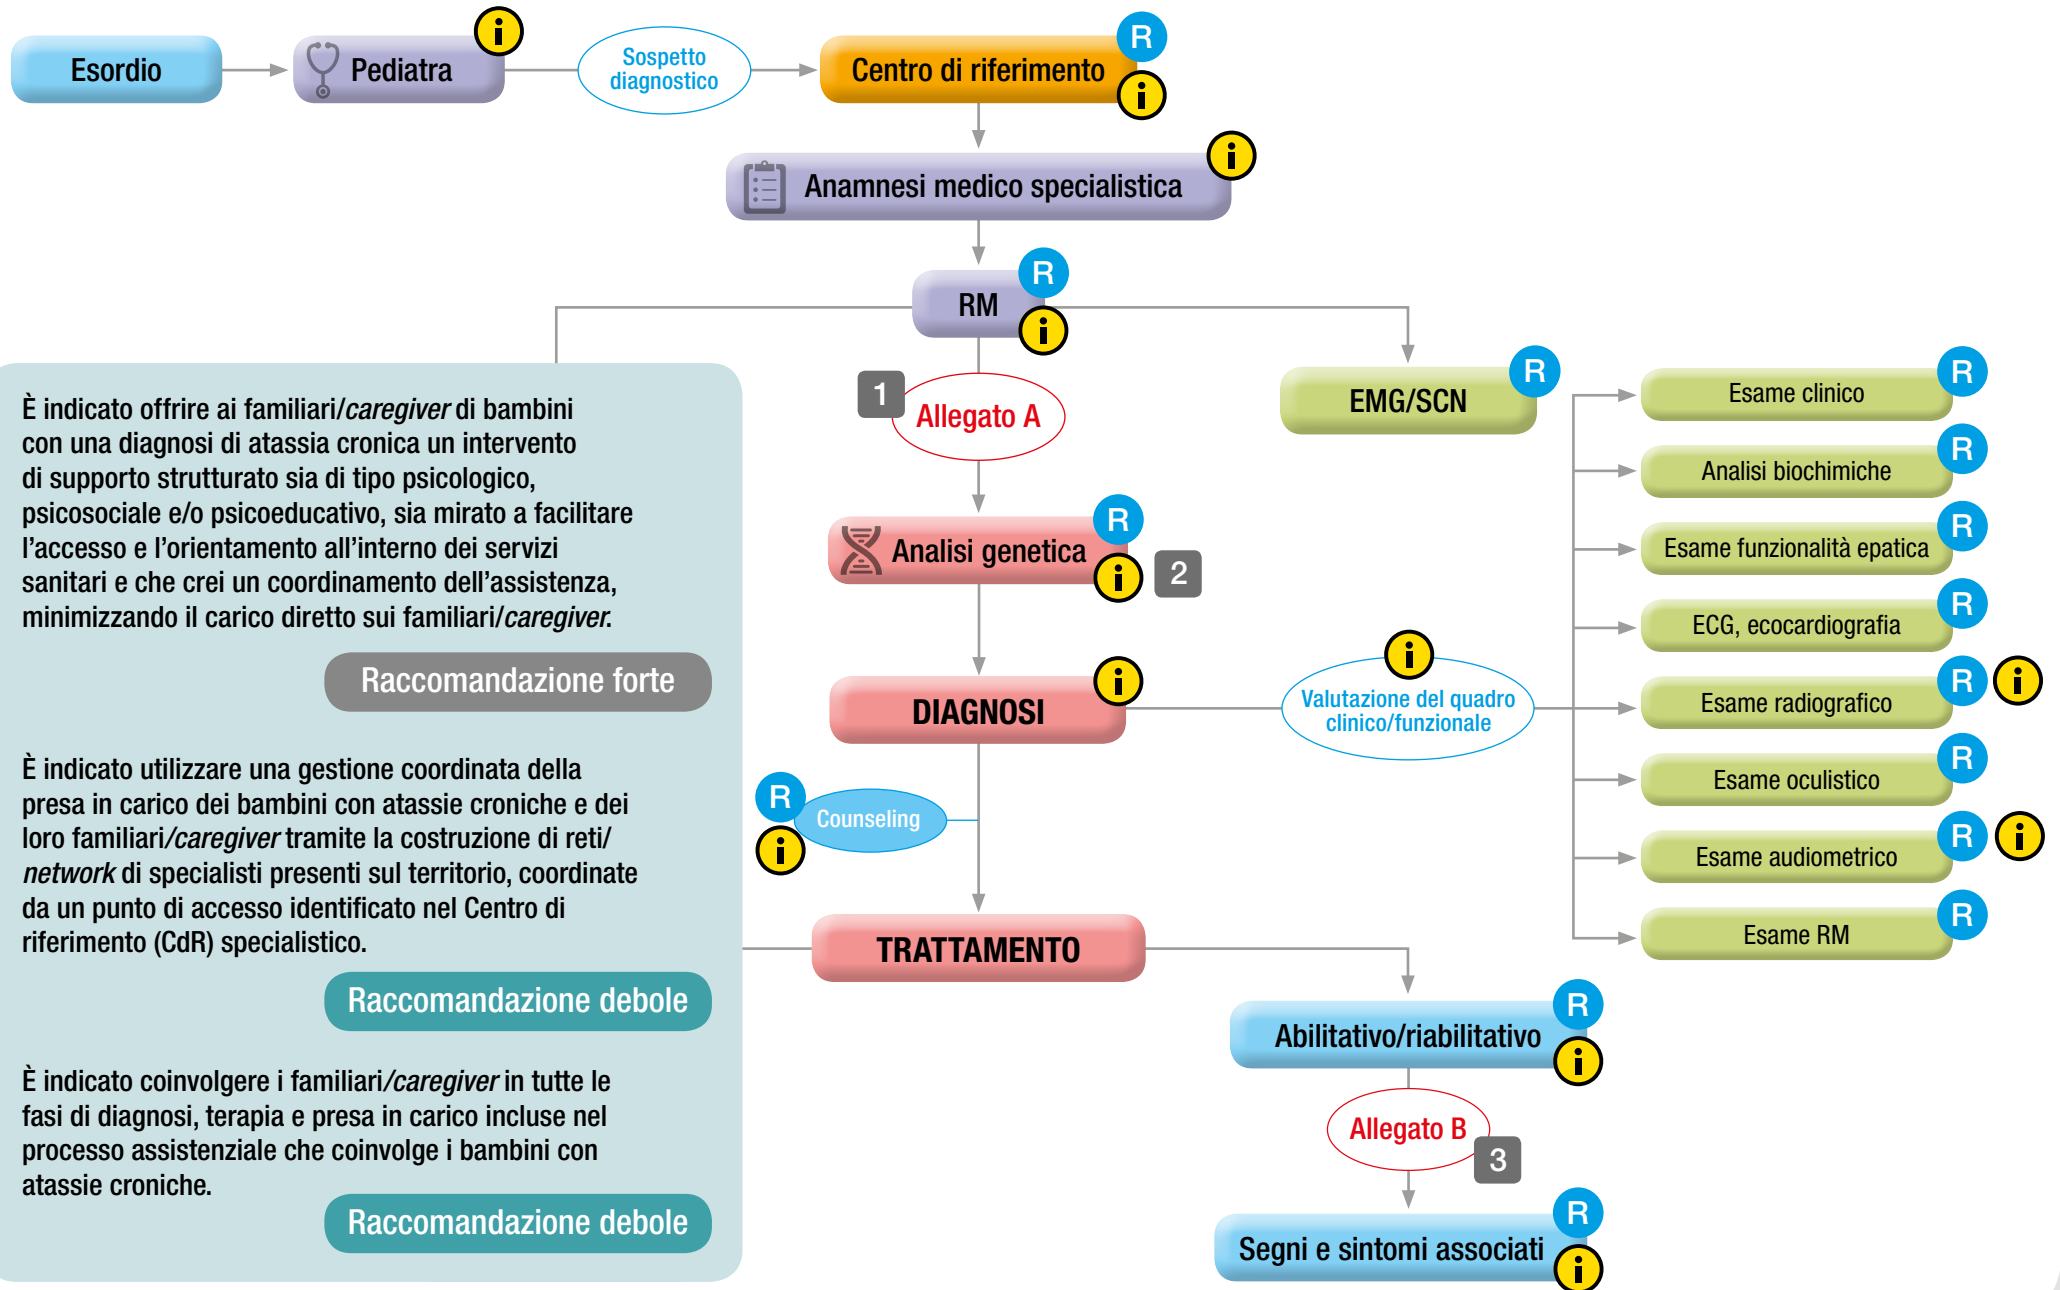 Esordio
Pediatra
i
Sospetto
diagnostico
Centro di riferimento
R
i
Anamnesi medico specialistica
i
RM
R
i
1
Allegato A
EMG/SCN
R
Analisi genetica
R
i
2
DIAGNOSI
i
i
Valutazione del quadro
clinico/funzionale
Esame clinico
R
Analisi biochimiche
R
Esame funzionalità epatica
R
ECG, ecocardiografia
R
Esame radiografico
R
i
Esame oculistico
R
Esame audiometrico
R
i
Esame RM
R
R
i
Counseling
TRATTAMENTO
Abilitativo/riabilitativo
R
i
Allegato B
3
Segni e sintomi associati
R
i
È indicato offrire ai familiari/caregiver di bambini
con una diagnosi di atassia cronica un intervento
di supporto strutturato sia di tipo psicologico,
psicosociale e/o psicoeducativo, sia mirato a facilitare
l'accesso e l'orientamento all'interno dei servizi
sanitari e che crei un coordinamento dell'assistenza,
minimizzando il carico diretto sui familiari/caregiver.
Raccomandazione forte
È indicato utilizzare una gestione coordinata della
presa in carico dei bambini con atassie croniche e dei
loro familiari/caregiver tramite la costruzione di reti/
network di specialisti presenti sul territorio, coordinate
da un punto di accesso identificato nel Centro di
riferimento (CdR) specialistico.
Raccomandazione debole
È indicato coinvolgere i familiari/caregiver in tutte le
fasi di diagnosi, terapia e presa in carico incluse nel
processo assistenziale che coinvolge i bambini con
atassie croniche.
Raccomandazione debole